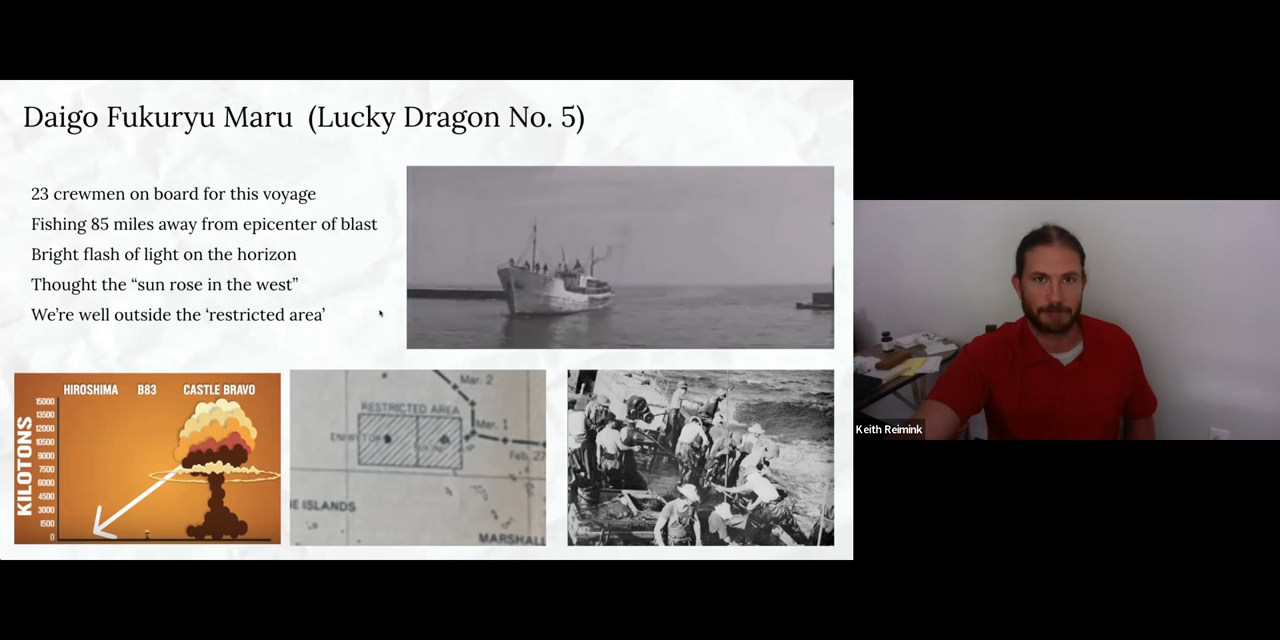 Daigo Fukuryu Maru (Lucky Dragon No. 5)
23 crewmen on board for this voyage
Fishing 85 miles away from epicenter of blast
Bright flash of light on the horizon
Thought the “sun rose in the west”
We’re well outside the ‘restricted area’
HIROSHIMA B83 CASTLE BRAVO
KILOTONS
15000
13500
12000
10500
9000
7500
6000
4500
3000
1500
0
Mar. 2
RESTRICTED AREA
Mar. 1
Feb. 27
ISLANDS
MARSHALL
Keith Reimink